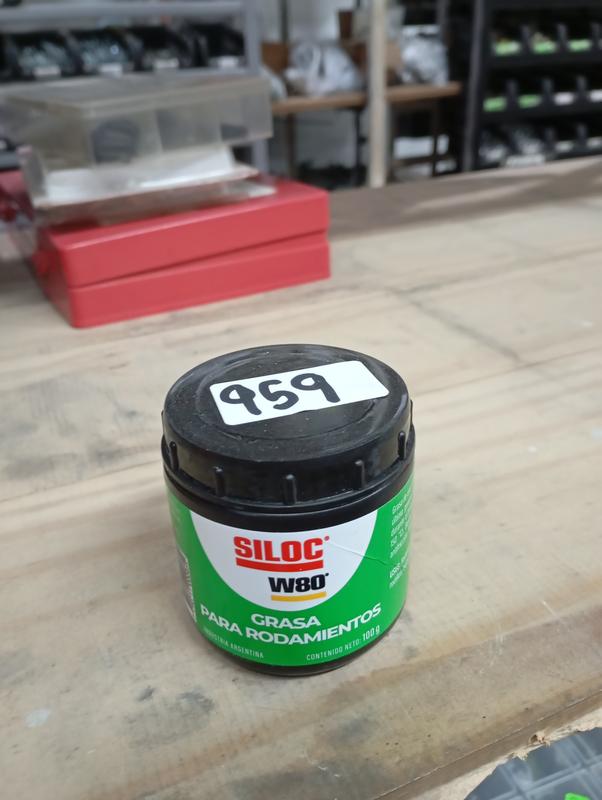 959
SILOC
W80
GRASA
PARA RODAMIENTOS
INDUSTRIA ARGENTINA
CONTENIDO NETO: 100 g